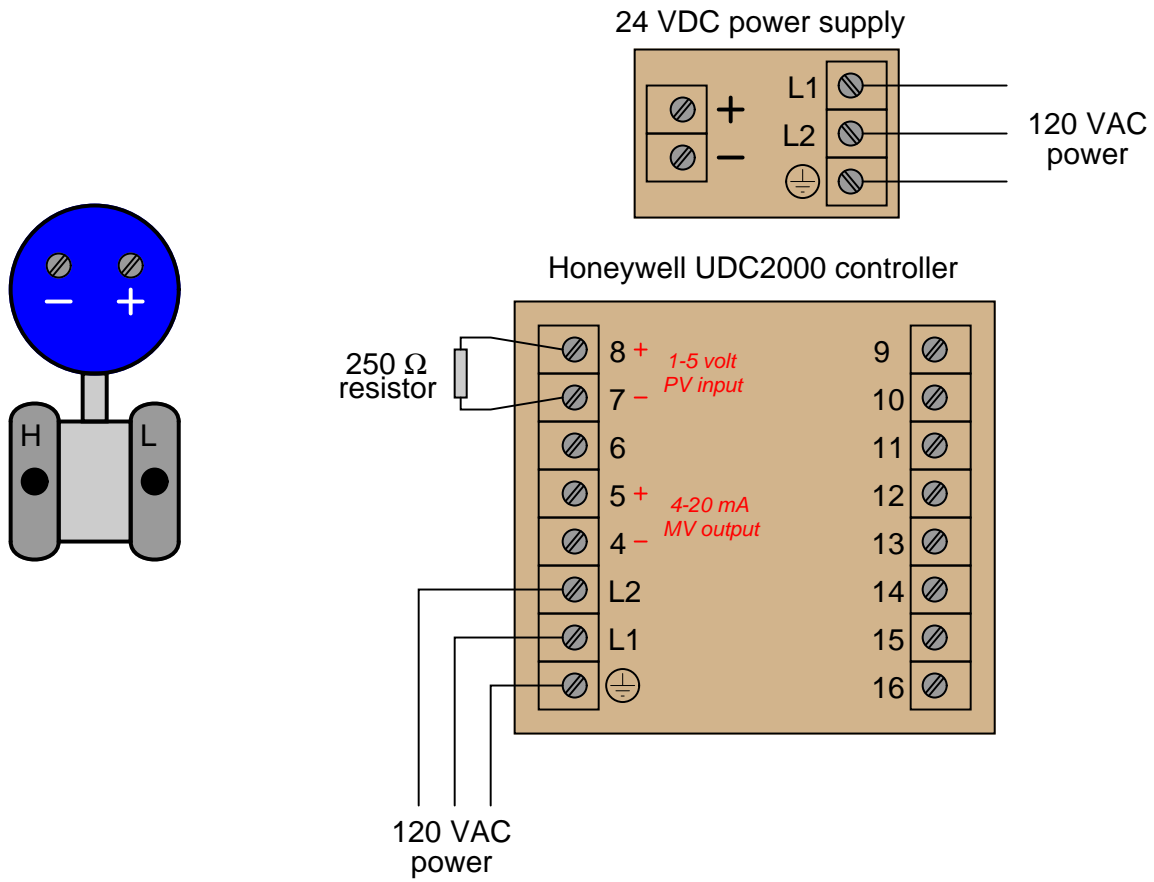 24 VDC power supply
L1
+
L2
−
120 VAC
power
− +
H L
Honeywell UDC2000 controller
250 Ω
resistor
8 + 1-5 volt
7 − PV input
6
5 + 4-20 mA
4 − MV output
L2
L1
9
10
11
12
13
14
15
16
120 VAC
power